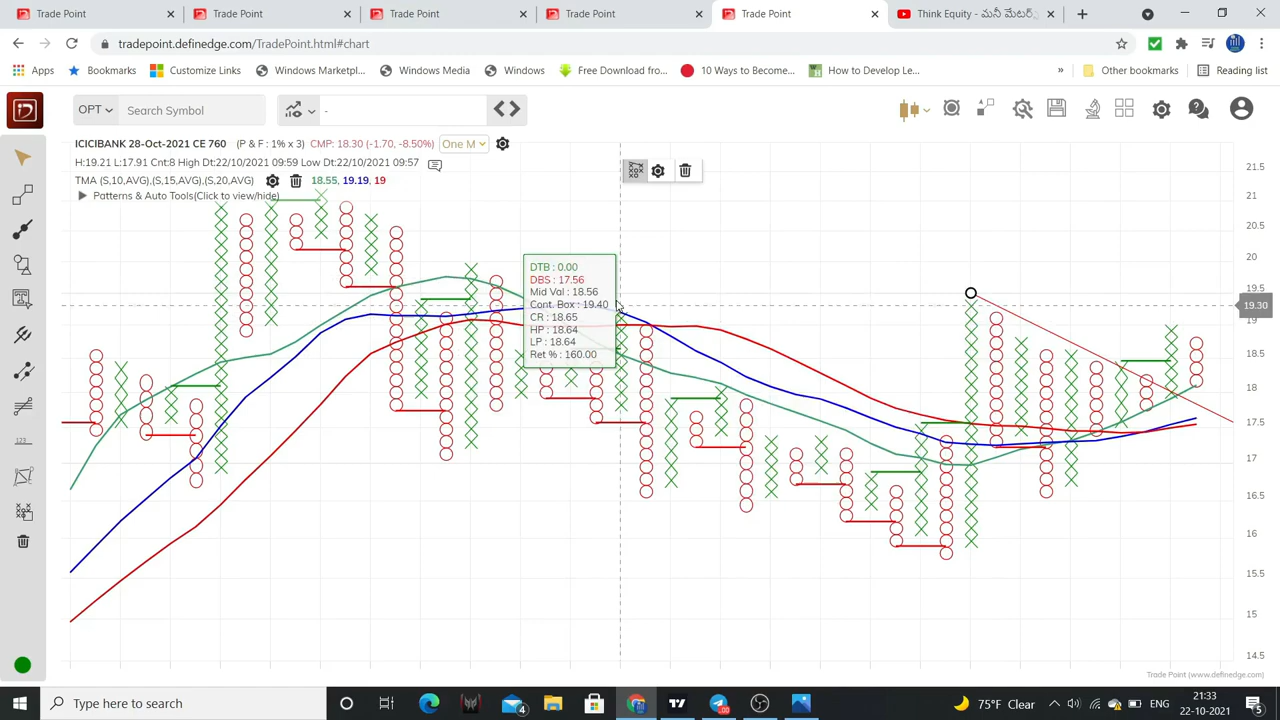 Trade Point
Trade Point
Trade Point
Trade Point
Trade Point
Think Equity - మనీ మేటర్స్
tradepoint.definedge.com/TradePoint.html#chart
Apps
Bookmarks
Customize Links
Windows Marketpl...
Windows Media
Windows
Free Download fro...
10 Ways to Become...
How to Develop Le...
»
Other bookmarks
Reading list
OPT
Search Symbol
-
ICICIBANK 28-Oct-2021 CE 760 (P & F : 1% x 3) CMP: 18.30 (-1.70, -8.50%) One M
H:19.21 L:17.91 Cnt:8 High Dt:22/10/2021 09:59 Low Dt:22/10/2021 09:57
TMA (S,10,AVG),(S,15,AVG),(S,20,AVG) 18.55, 19.19, 19
Patterns & Auto Tools(Click to view/hide)
DTB : 0.00
DBS : 17.56
Mid Val : 18.56
Cont. Box : 19.40
CR : 18.65
HP : 18.64
LP : 18.64
Ret % : 160.00
21.5
21
20.5
20
19.5
19.30
19
18.5
18
17.5
17
16.5
16
15.5
15
14.5
123
Trade Point (www.definedge.com)
Type here to search
4
75°F Clear
ENG
21:33
22-10-2021
5